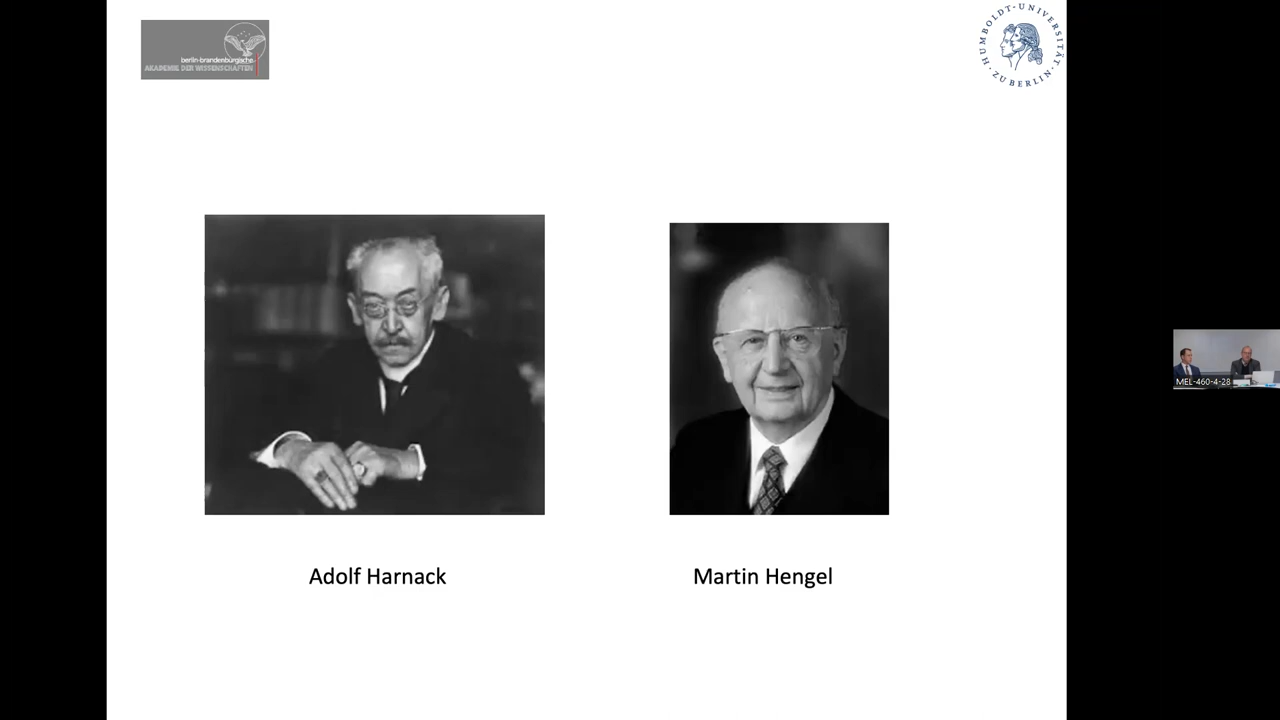 berlin-brandenburgische
AKADEMIE DER WISSENSCHAFTEN
HUMBOLDT-UNIVERSITÄT
ZU BERLIN
Adolf Harnack
Martin Hengel
MEL-460-4-28